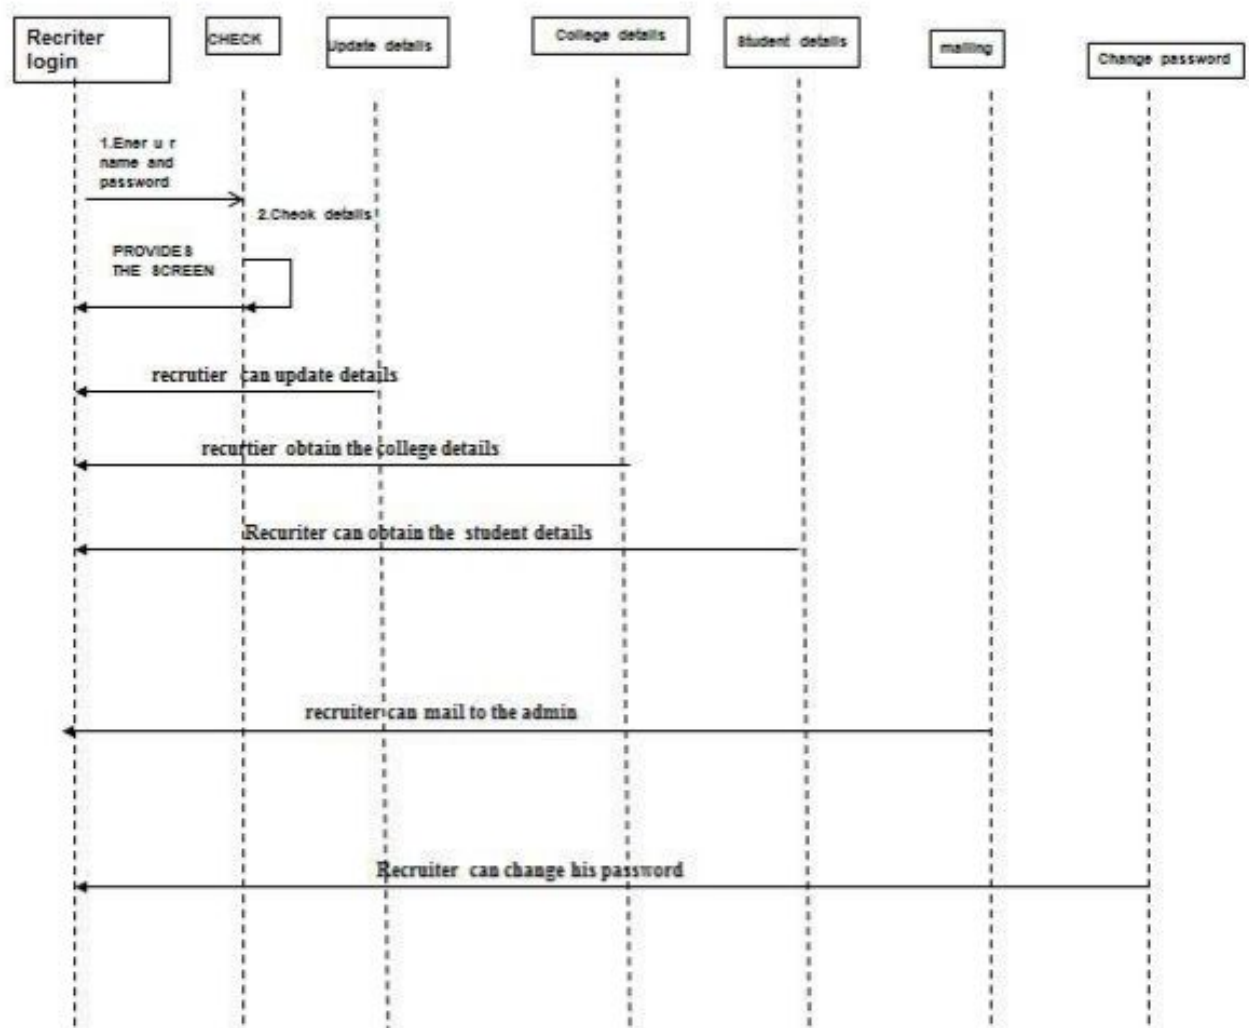 Recriter
login
CHECK
Update details
College details
Student details
mailing
Change password
1.Ener u r
name and
password
2.Check details
PROVIDES
THE SCREEN
recrutier can update details
recurtier obtain the college details
Recuriter can obtain the student details
recruiter can mail to the admin
Recruiter can change his password